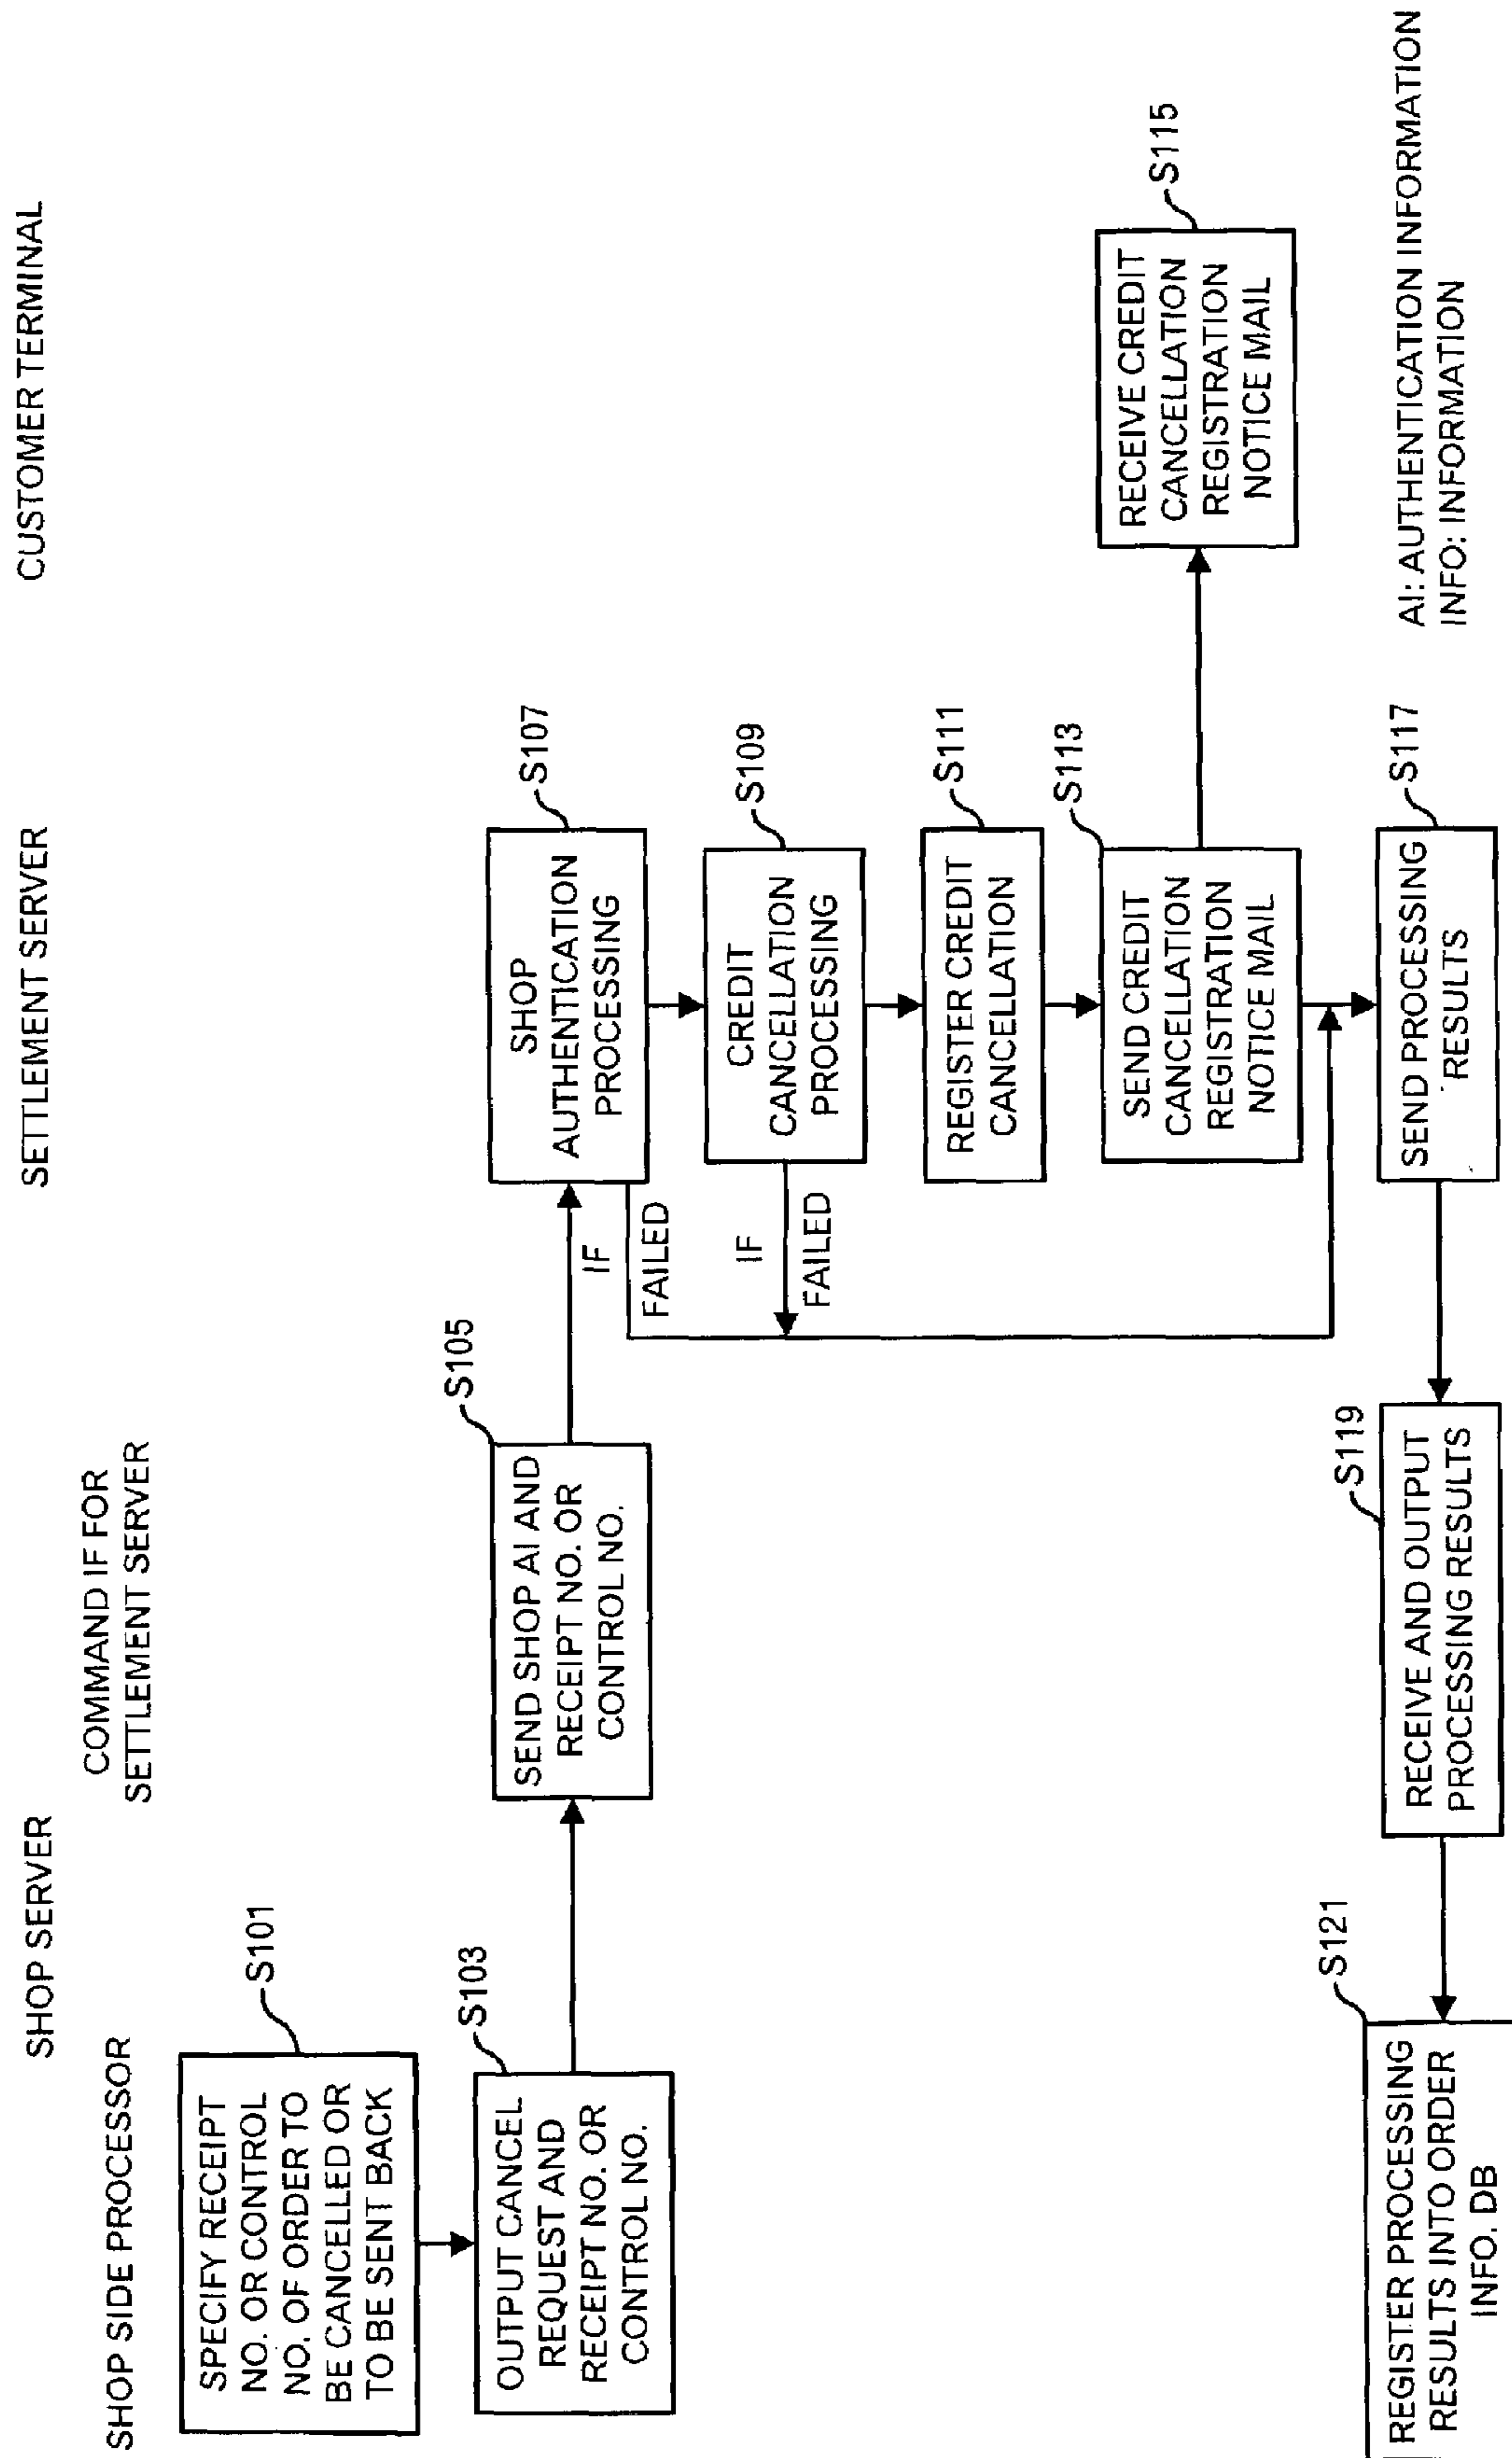 SHOP SERVER
SHOP SIDE PROCESSOR
COMMAND IF FOR
SETTLEMENT SERVER
SETTLEMENT SERVER
CUSTOMER TERMINAL
SPECIFY RECEIPT
NO. OR CONTROL
NO. OF ORDER TO
BE CANCELLED OR
TO BE SENT BACK
S101
OUTPUT CANCEL
REQUEST AND
RECEIPT NO. OR
CONTROL NO.
S103
SEND SHOP AI AND
RECEIPT NO. OR
CONTROL NO.
S105
SHOP
AUTHENTICATION
PROCESSING
S107
IF
FAILED
CREDIT
CANCELLATION
PROCESSING
S109
IF
FAILED
REGISTER CREDIT
CANCELLATION
S111
SEND CREDIT
CANCELLATION
REGISTRATION
NOTICE MAIL
S113
RECEIVE CREDIT
CANCELLATION
REGISTRATION
NOTICE MAIL
S115
SEND PROCESSING
RESULTS
S117
RECEIVE AND OUTPUT
PROCESSING RESULTS
S119
REGISTER PROCESSING
RESULTS INTO ORDER
INFO. DB
S121
AI: AUTHENTICATION INFORMATION
INFO: INFORMATION